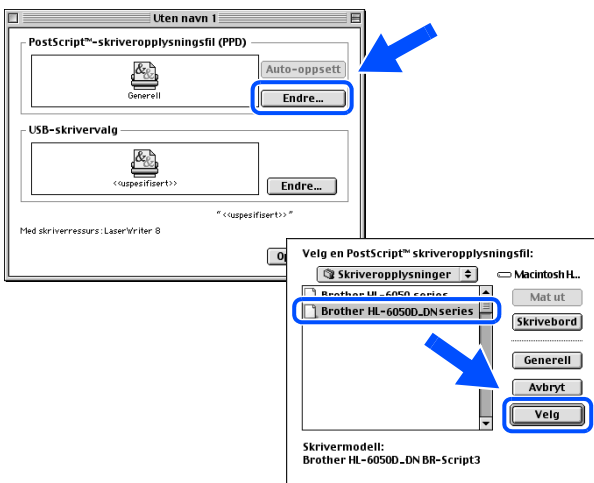 Uten navn 1
PostScript™-skriveropplysningsfil (PPD)
Generell
Auto-oppsett
Endre...
USB-skrivervalg
<<uspesifisert>>
Endre...
"<<uspesifisert>>"
Med skriverressurs: LaserWriter 8
Velg en PostScript™ skriveropplysningsfil:
Skriveropplysninger
Macintosh H...
Brother HL-6050 series
Brother HL-6050D_DN series
Mat ut
Skrivebord
Generell
Avbryt
Velg
Skrivermodell:
Brother HL-6050D_DN BR-Script3